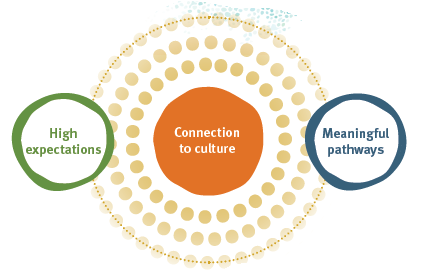 High
expectations
Connection
to culture
Meaningful
pathways